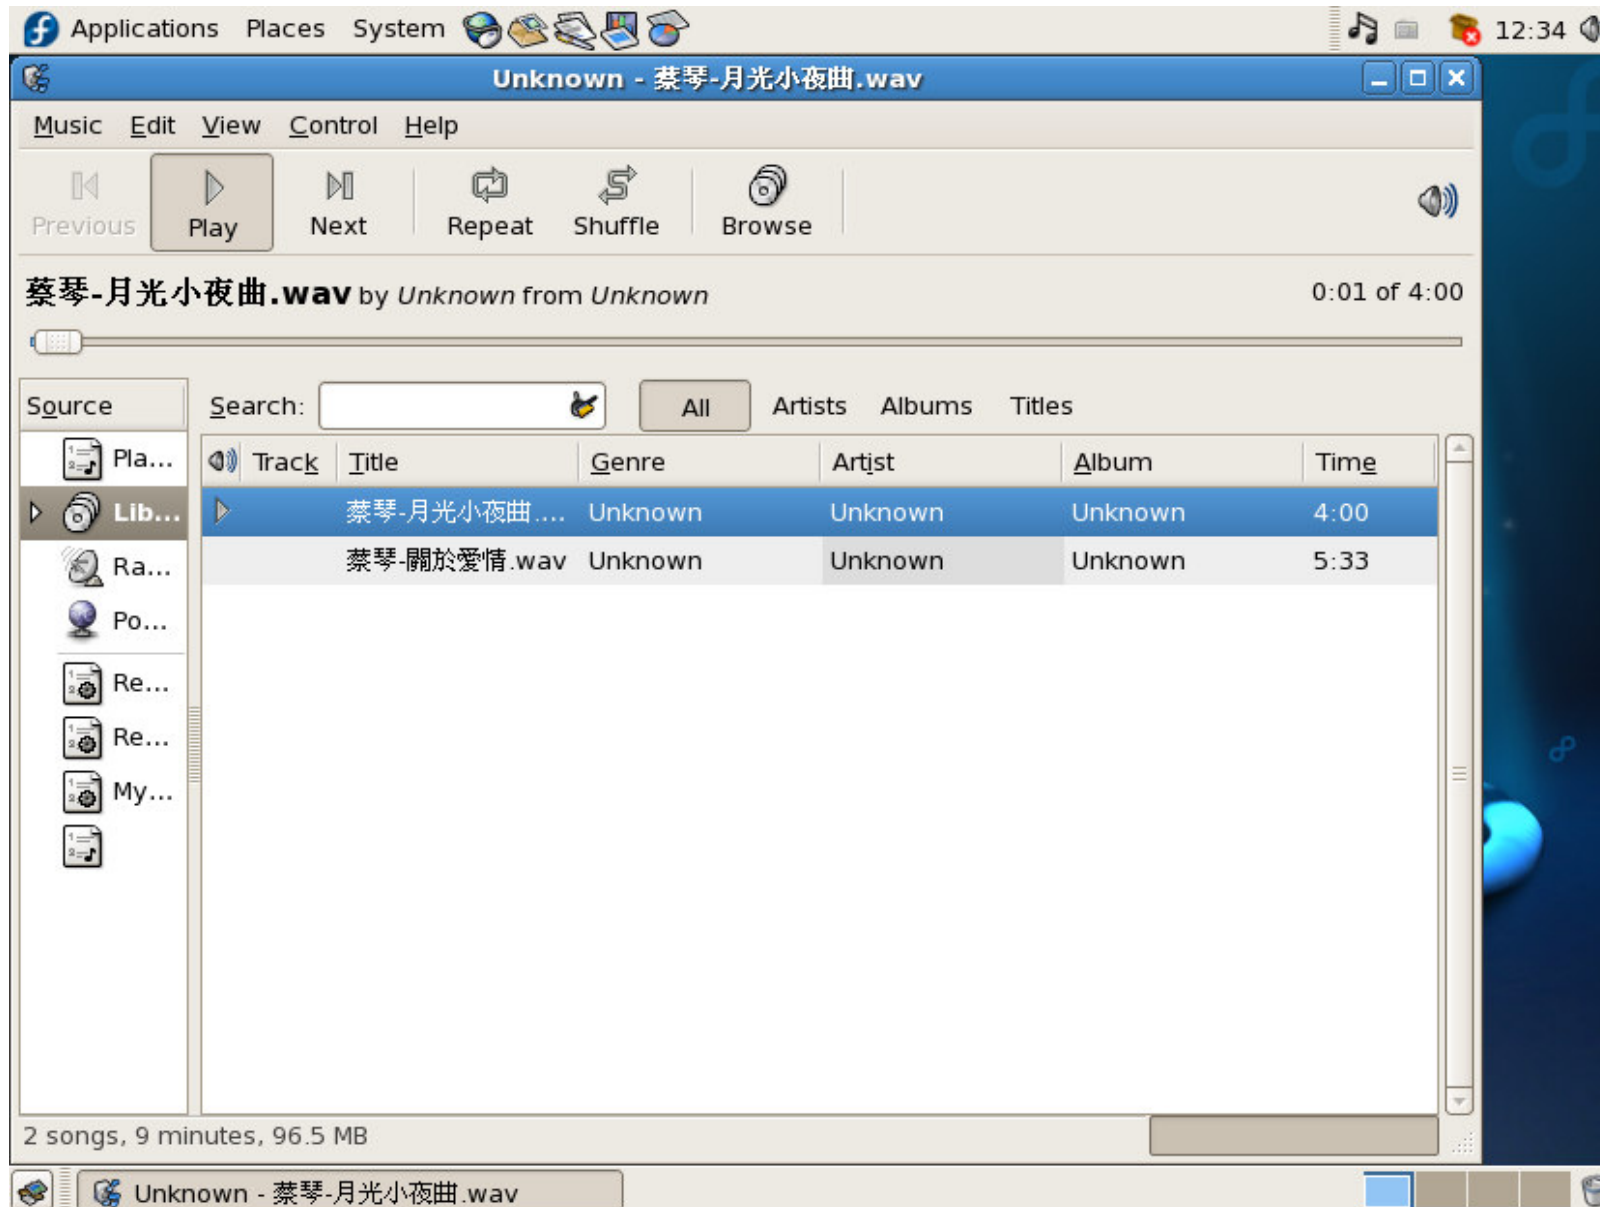 Applications Places System 12:34
Unknown - 蔡琴-月光小夜曲.wav
Music Edit View Control Help
Previous Play Next Repeat Shuffle Browse
蔡琴-月光小夜曲.wav by Unknown from Unknown 0:01 of 4:00
Source Search: All Artists Albums Titles
Pla... Track Title Genre Artist Album Time
Lib... 蔡琴-月光小夜曲.... Unknown Unknown Unknown 4:00
蔡琴-關於愛情.wav Unknown Unknown Unknown 5:33
Ra...
Po...
Re...
Re...
My...
2 songs, 9 minutes, 96.5 MB
Unknown - 蔡琴-月光小夜曲.wav